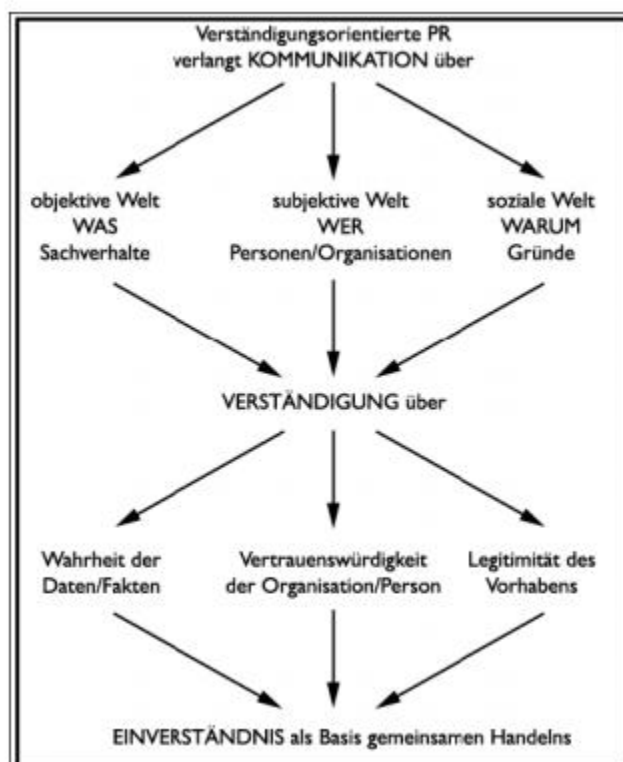 Verständigungsorientierte PR
verlangt KOMMUNIKATION über
objektive Welt
WAS
Sachverhalte
subjektive Welt
WER
Personen/Organisationen
soziale Welt
WARUM
Gründe
VERSTÄNDIGUNG über
Wahrheit der
Daten/Fakten
Vertrauenswürdigkeit
der Organisation/Person
Legitimität des
Vorhabens
EINVERSTÄNDNIS als Basis gemeinsamen Handelns